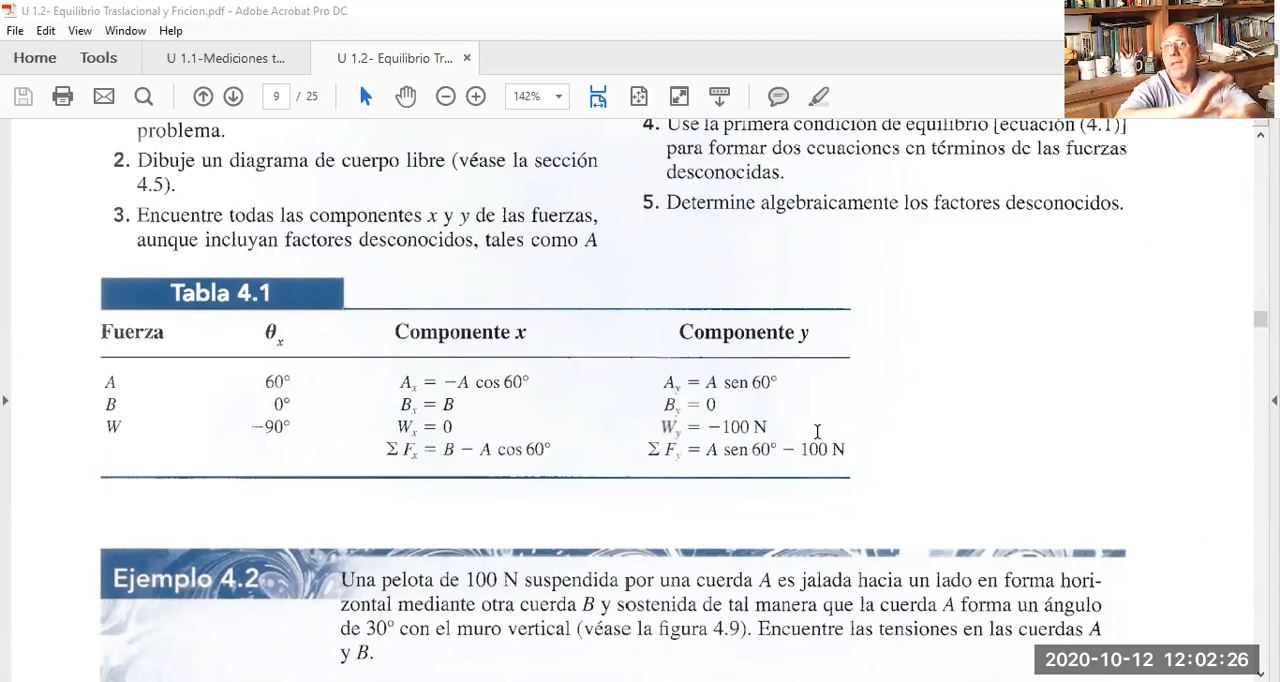 U 1.2- Equilibrio Traslacional y Fricion.pdf - Adobe Acrobat Pro DC
File Edit View Window Help
Home Tools U 1.1-Mediciones t... U 1.2- Equilibrio Tr... ×
9 / 25 142%
problema.
2. Dibuje un diagrama de cuerpo libre (véase la sección
4.5).
3. Encuentre todas las componentes x y y de las fuerzas,
aunque incluyan factores desconocidos, tales como A
4. Use la primera condición de equilibrio [ecuación (4.1)]
para formar dos ecuaciones en términos de las fuerzas
desconocidas.
5. Determine algebraicamente los factores desconocidos.
Tabla 4.1
Fuerza θx Componente x Componente y
A 60° Ax = −A cos 60° Ay = A sen 60°
B 0° Bx = B By = 0
W −90° Wx = 0 Wy = −100 N
Σ Fx = B − A cos 60° Σ Fy = A sen 60° − 100 N
Ejemplo 4.2
Una pelota de 100 N suspendida por una cuerda A es jalada hacia un lado en forma hori-
zontal mediante otra cuerda B y sostenida de tal manera que la cuerda A forma un ángulo
de 30° con el muro vertical (véase la figura 4.9). Encuentre las tensiones en las cuerdas A
y B.
2020-10-12 12:02:26